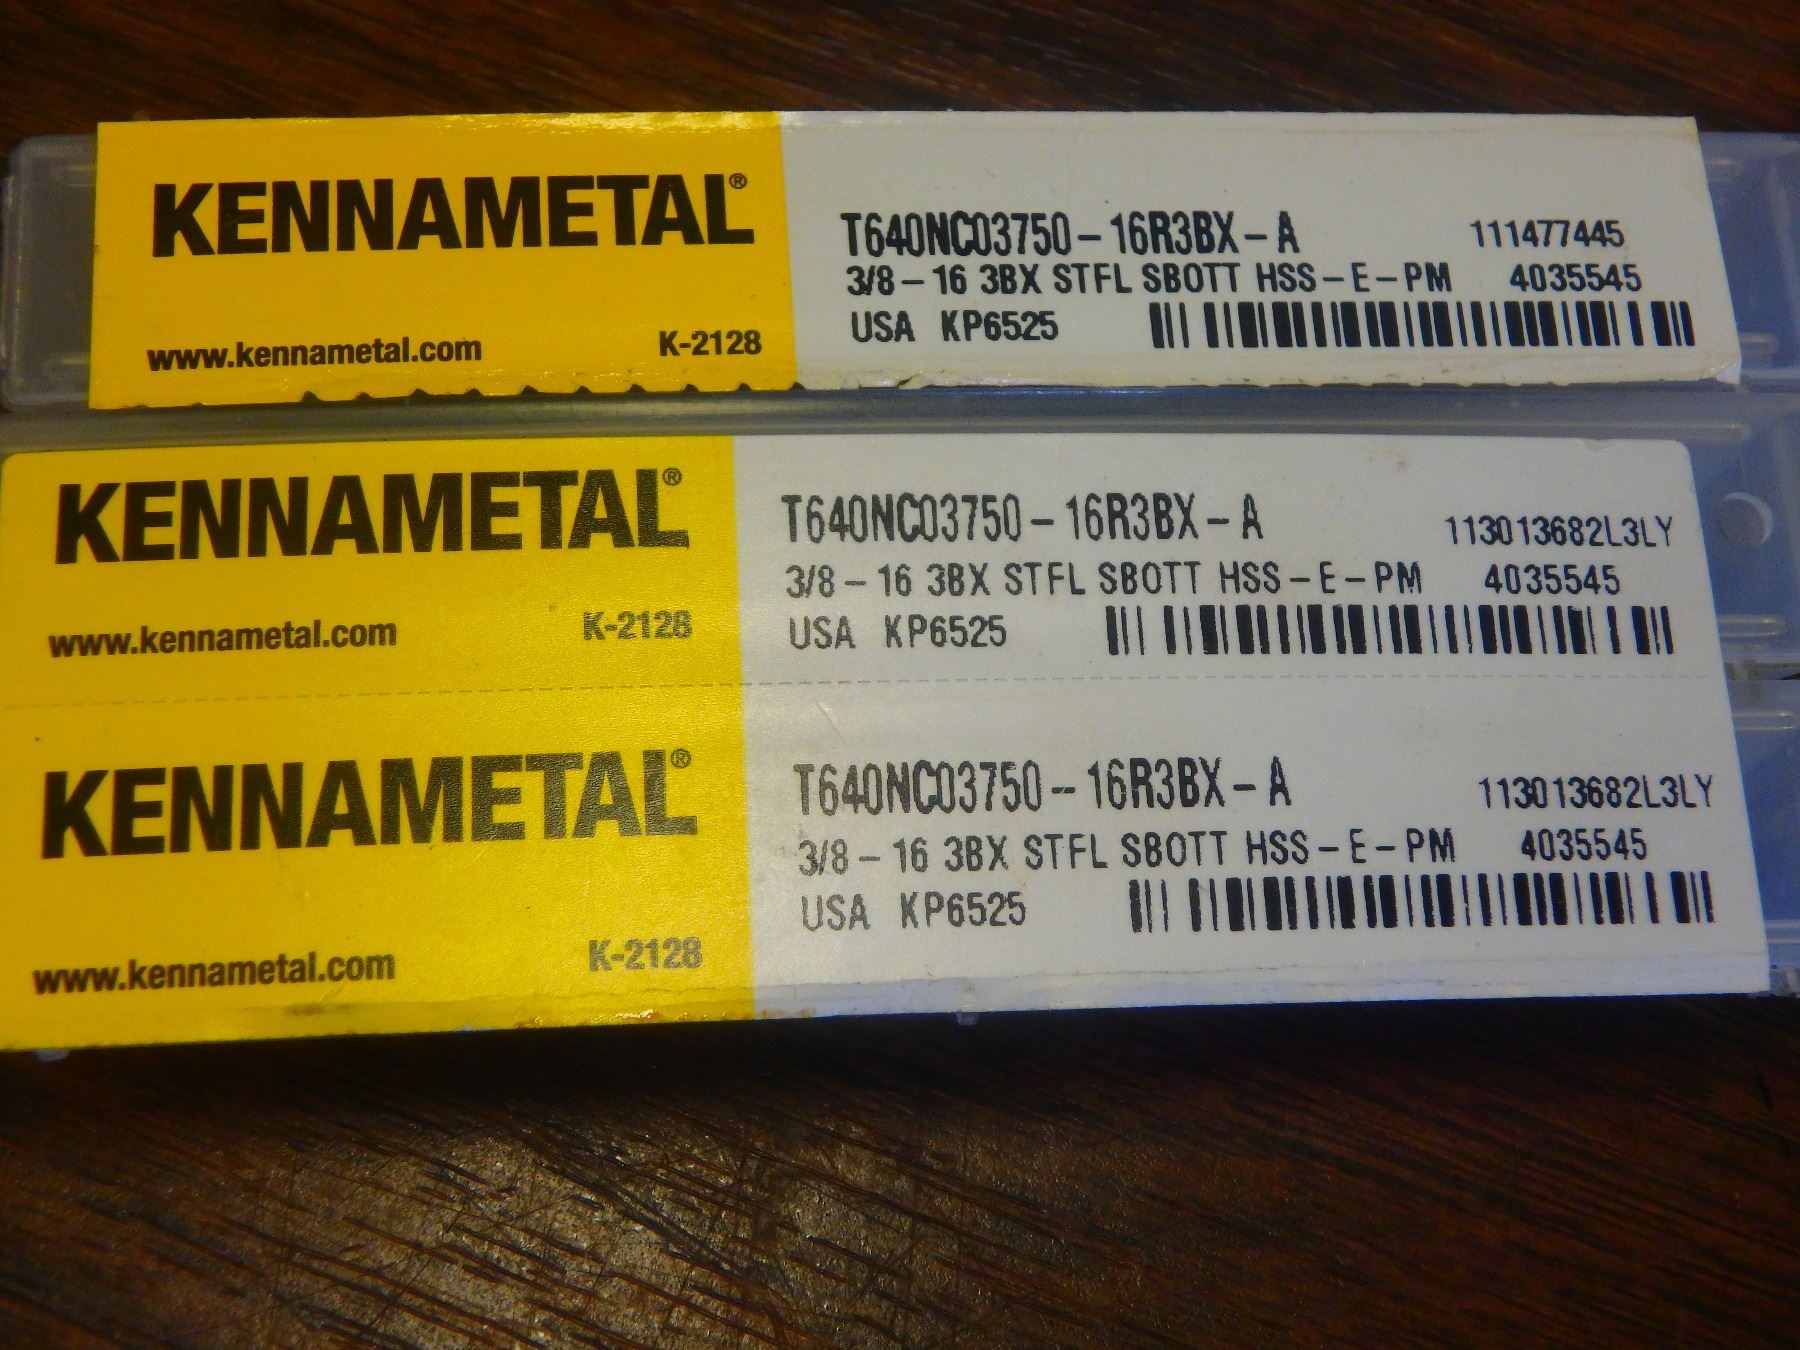 KENNAMETAL®
www.kennametal.com K-2128
T640NC03750-16R3BX-A 111477445
3/8-16 3BX STFL SBOTT HSS-E-PM 4035545
USA KP6525
KENNAMETAL®
www.kennametal.com K-2128
T640NC03750-16R3BX-A 113013682L3LY
3/8-16 3BX STFL SBOTT HSS-E-PM 4035545
USA KP6525
KENNAMETAL®
www.kennametal.com K-2128
T640NC03750-16R3BX-A 113013682L3LY
3/8-16 3BX STFL SBOTT HSS-E-PM 4035545
USA KP6525